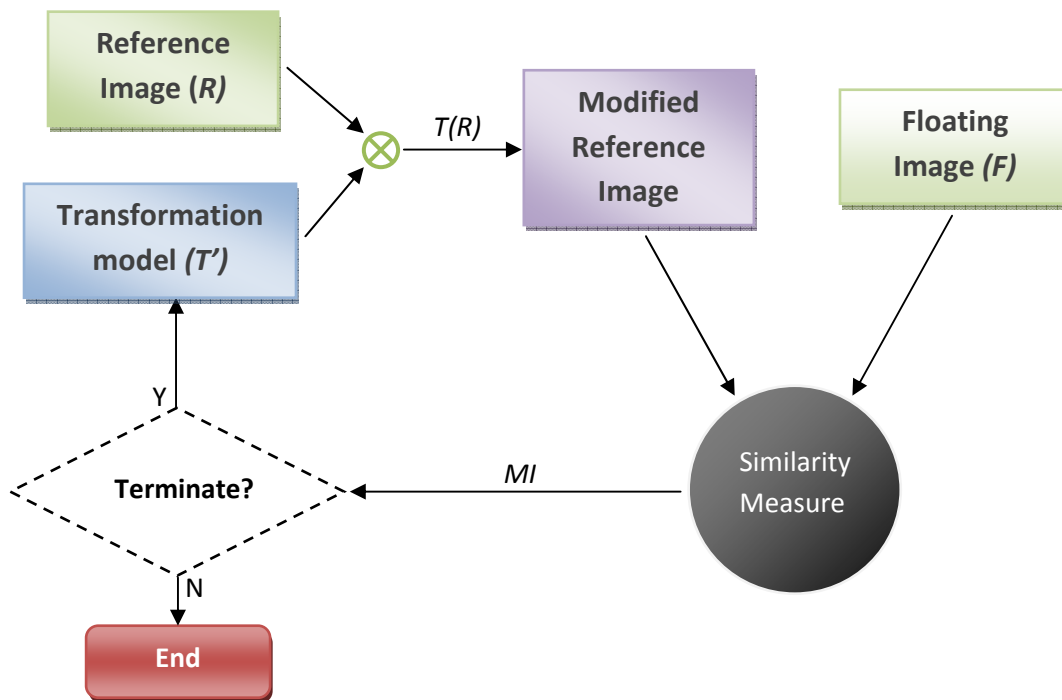 Reference
Image (R)
T(R)
Modified
Reference
Image
Floating
Image (F)
Transformation
model (T’)
Y
Terminate?
MI
Similarity
Measure
N
End